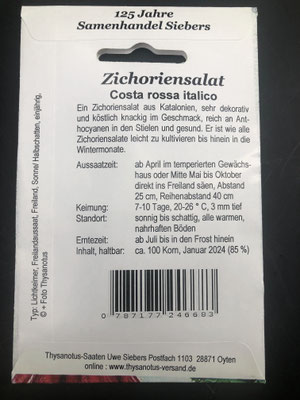 125 Jahre
Samenhandel Siebers
Zichoriensalat
Costa rossa italico
Ein Zichoriensalat aus Katalonien, sehr dekorativ
und köstlich knackig im Geschmack, reich an Ant-
hocyanen in den Stielen und gesund. Er ist wie alle
Zichoriensalate leicht zu kultivieren bis hinein in die
Wintermonate.
Aussaatzeit: ab April im temperierten Gewächs-
haus oder Mitte Mai bis Oktober
direkt ins Freiland säen, Abstand
25 cm, Reihenabstand 40 cm
Keimung: 7-10 Tage, 20-26 ° C, 3 mm tief
Standort: sonnig bis schattig, alle warmen,
nahrhaften Böden
Erntezeit: ab Juli bis in den Frost hinein
Inhalt, haltbar: ca. 100 Korn, Januar 2024 (85 %)
0 787177 246683
Thysanotus-Saaten Uwe Siebers Postfach 1103 28871 Oyten
online : www.thysanotus-versand.de
Typ: Lichtkeimer, Freilandaussaat, Freiland, Sonne/ Halbschatten, einjährig,
© + Foto Thysanotus